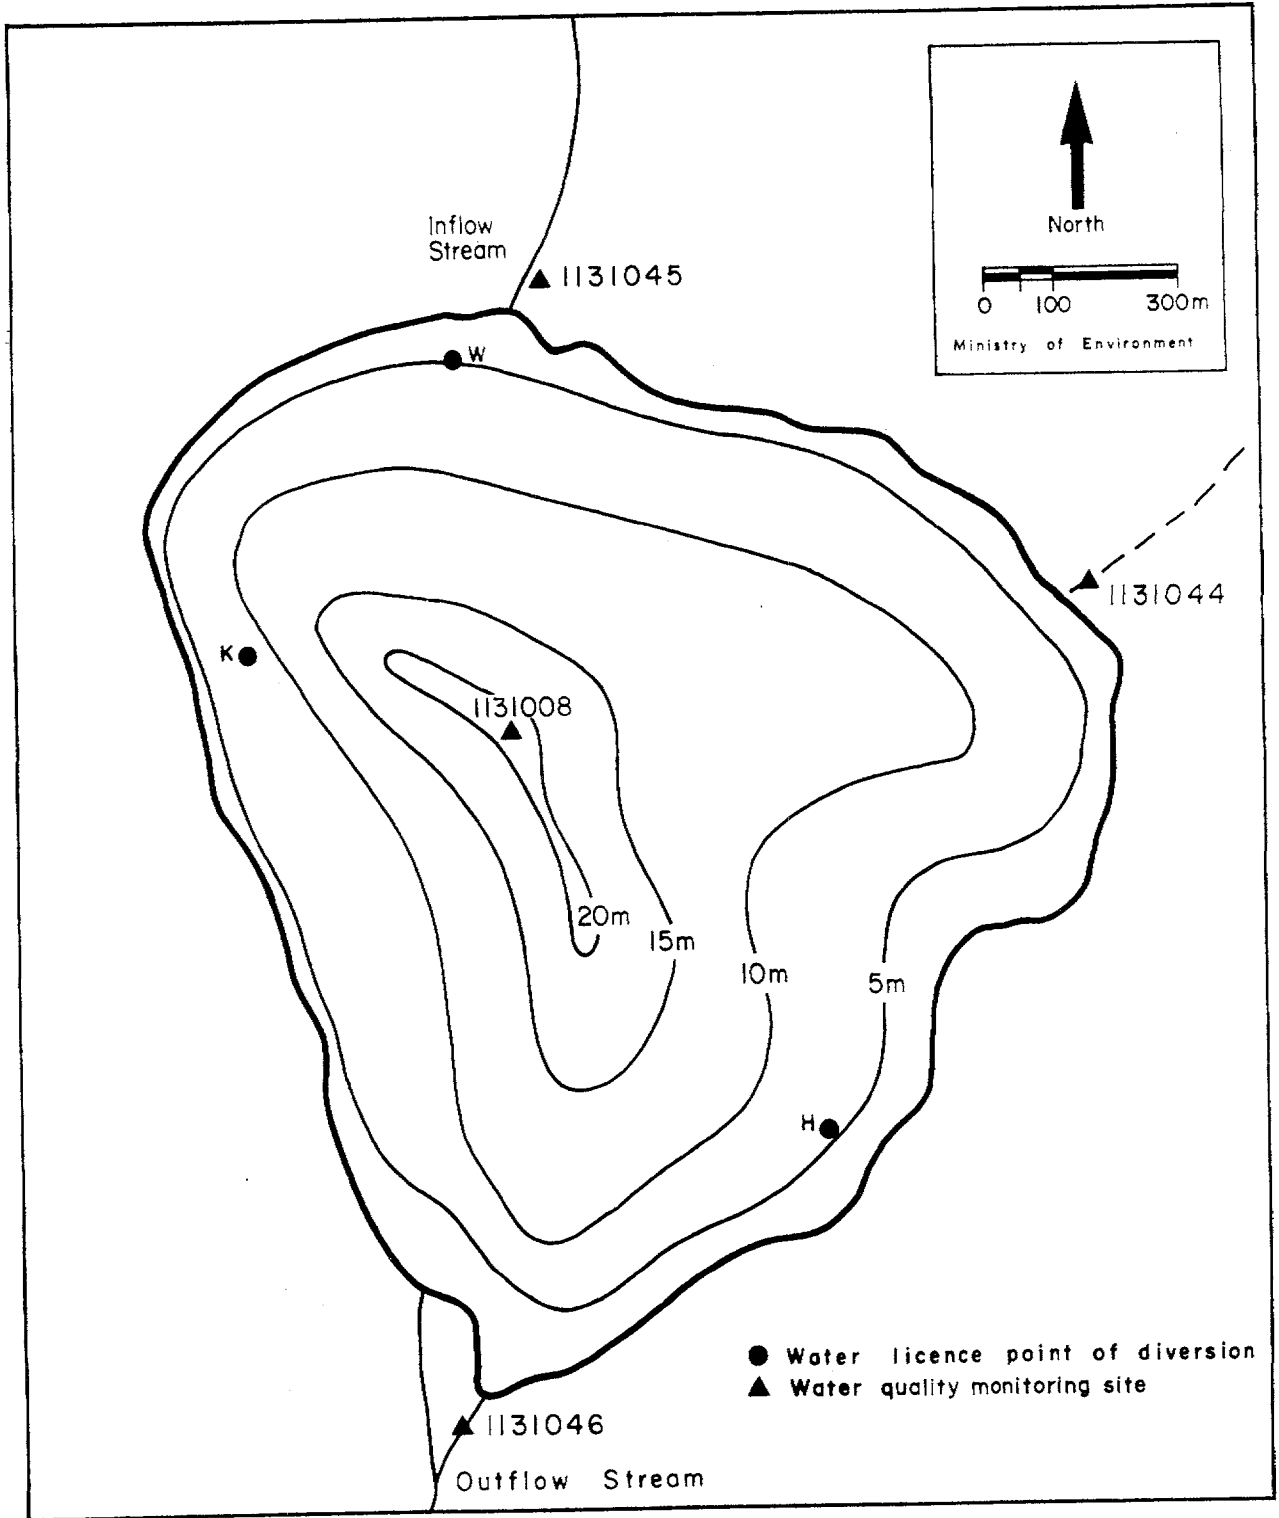 North
0 100 300m
Ministry of Environment
Inflow
Stream
1131045
W
1131044
K
1131008
20m
15m
10m
5m
H
Water licence point of diversion
Water quality monitoring site
1131046
Outflow Stream